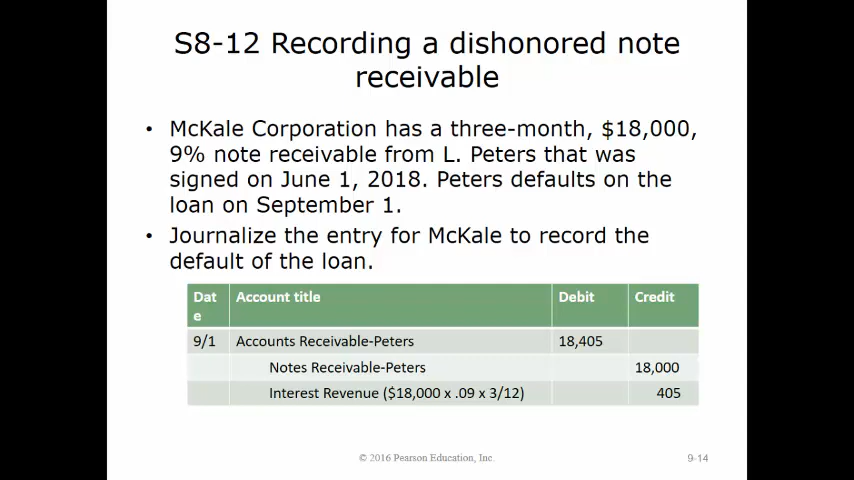 S8-12 Recording a dishonored note
receivable
• McKale Corporation has a three-month, $18,000,
9% note receivable from L. Peters that was
signed on June 1, 2018. Peters defaults on the
loan on September 1.
• Journalize the entry for McKale to record the
default of the loan.
Dat
e Account title Debit Credit
9/1 Accounts Receivable-Peters 18,405
Notes Receivable-Peters 18,000
Interest Revenue ($18,000 x .09 x 3/12) 405
© 2016 Pearson Education, Inc. 9-14